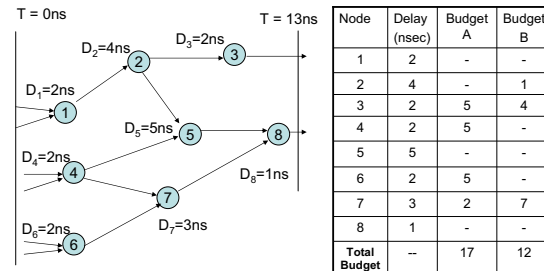 T = 0ns
T = 13ns
D2=4ns
D3=2ns
3
2
D1=2ns
1
D5=5ns
5
8
D4=2ns
4
D8=1ns
7
D6=2ns
D7=3ns
6
Node Delay (nsec) Budget A Budget B
1 2 - -
2 4 - 1
3 2 5 4
4 2 5 -
5 5 - -
6 2 5 -
7 3 2 7
8 1 - -
Total Budget -- 17 12